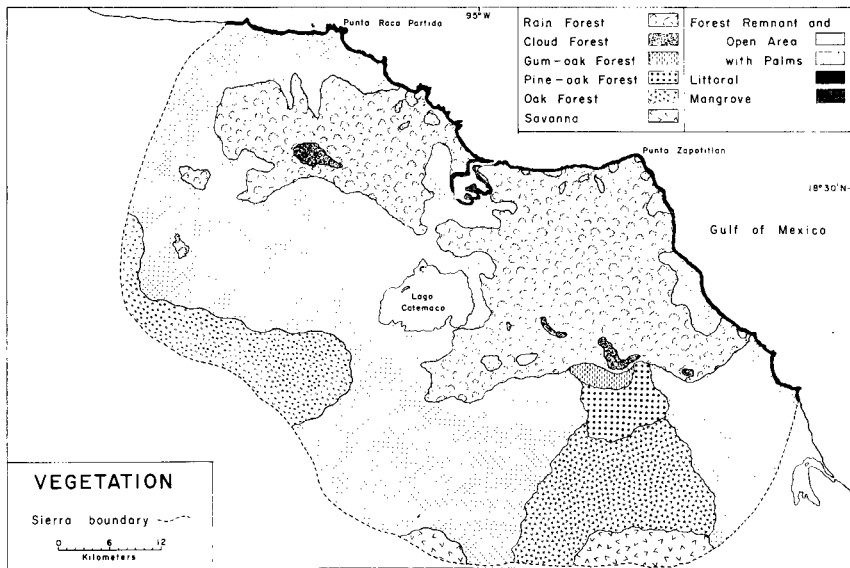 Punta Roca Partida
95°W
Rain Forest
Cloud Forest
Gum-oak Forest
Pine-oak Forest
Oak Forest
Savanna
Forest Remnant and
Open Area
with Palms
Littoral
Mangrove
Punta Zapotitlan
18°30'N
Gulf of Mexico
Lago
Catemaco
VEGETATION
Sierra boundary
0 6 12
Kilometers